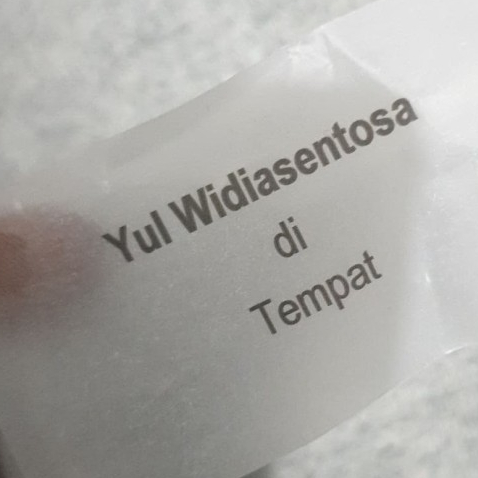 Yul Widiasentosa
di
Tempat